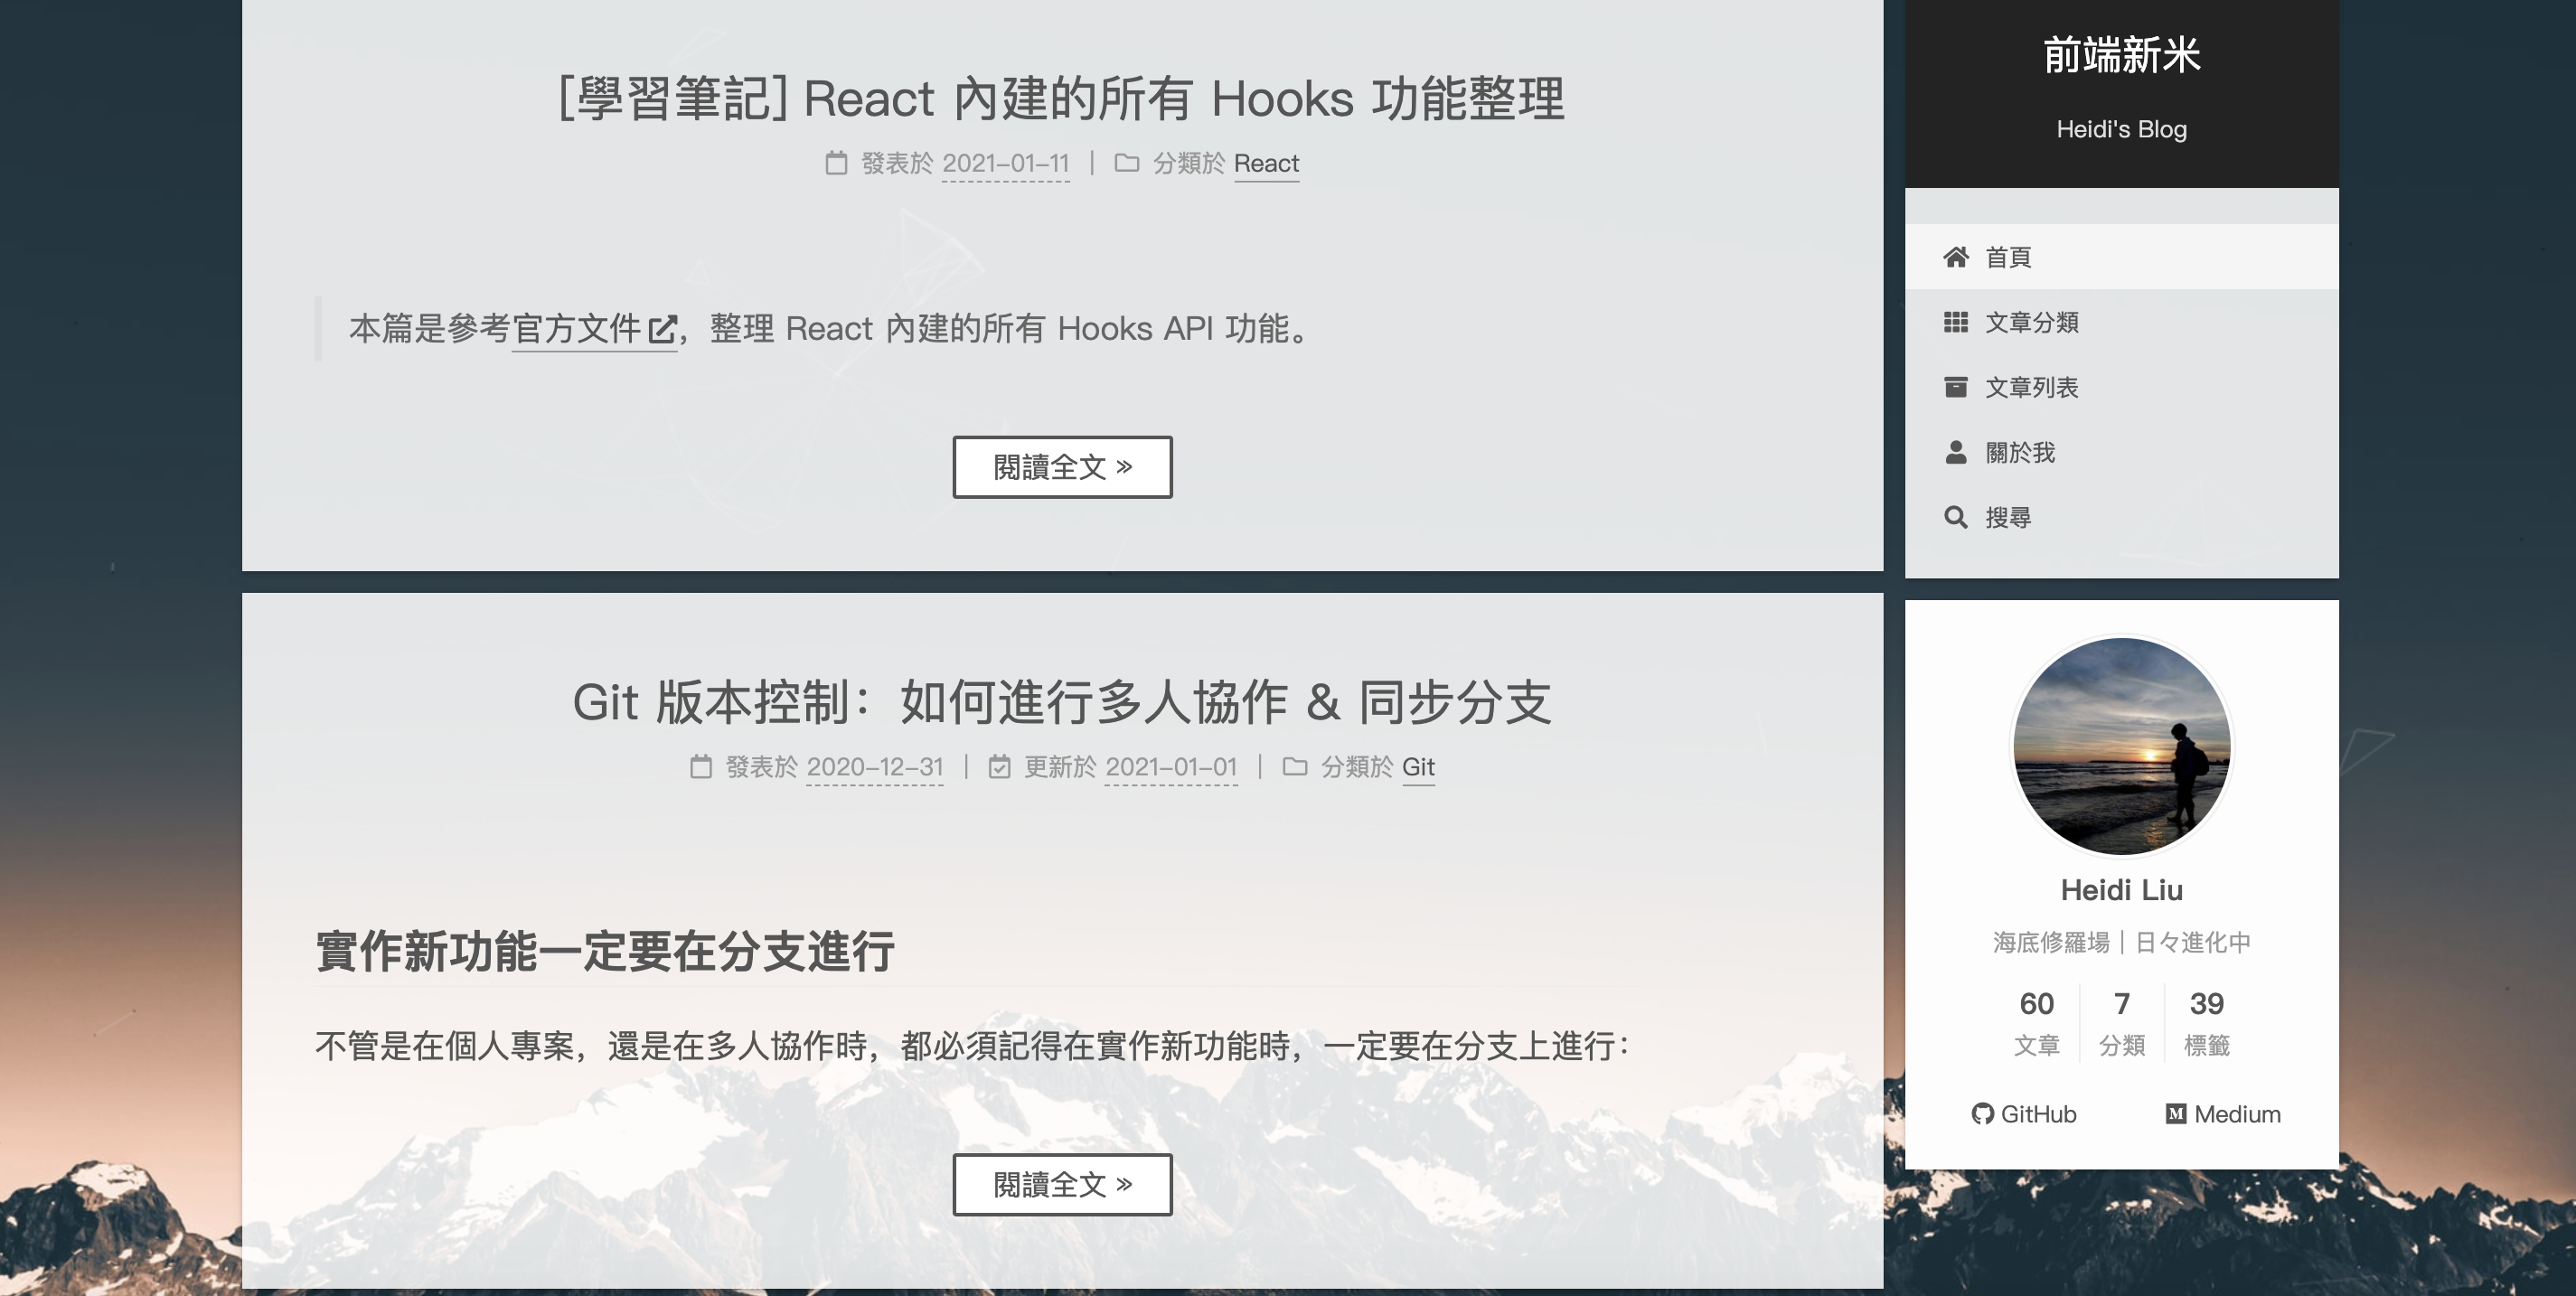 [學習筆記] React 內建的所有 Hooks 功能整理
發表於 2021-01-11 | 分類於 React
本篇是參考官方文件，整理 React 內建的所有 Hooks API 功能。
閱讀全文 »
Git 版本控制：如何進行多人協作 & 同步分支
發表於 2020-12-31 | 更新於 2021-01-01 | 分類於 Git
實作新功能一定要在分支進行
不管是在個人專案，還是在多人協作時，都必須記得在實作新功能時，一定要在分支上進行：
閱讀全文 »
前端新米
Heidi's Blog
首頁
文章分類
文章列表
關於我
搜尋
Heidi Liu
海底修羅場｜日々進化中
60 7 39
文章 分類 標籤
GitHub Medium